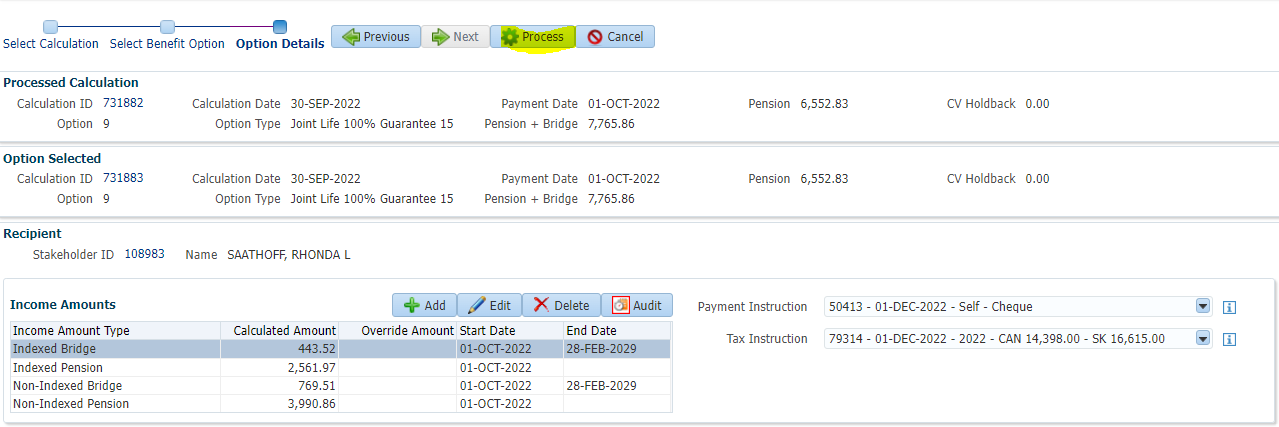 Select Calculation Select Benefit Option Option Details Previous Next Process Cancel
Processed Calculation
Calculation ID 731882 Calculation Date 30-SEP-2022 Payment Date 01-OCT-2022 Pension 6,552.83 CV Holdback 0.00
Option 9 Option Type Joint Life 100% Guarantee 15 Pension + Bridge 7,765.86
Option Selected
Calculation ID 731883 Calculation Date 30-SEP-2022 Payment Date 01-OCT-2022 Pension 6,552.83 CV Holdback 0.00
Option 9 Option Type Joint Life 100% Guarantee 15 Pension + Bridge 7,765.86
Recipient
Stakeholder ID 108983 Name SAATHOFF, RHONDA L
Income Amounts Add Edit Delete Audit
Income Amount Type Calculated Amount Override Amount Start Date End Date
Indexed Bridge 443.52 01-OCT-2022 28-FEB-2029
Indexed Pension 2,561.97 01-OCT-2022
Non-Indexed Bridge 769.51 01-OCT-2022 28-FEB-2029
Non-Indexed Pension 3,990.86 01-OCT-2022
Payment Instruction 50413 - 01-DEC-2022 - Self - Cheque
Tax Instruction 79314 - 01-DEC-2022 - 2022 - CAN 14,398.00 - SK 16,615.00